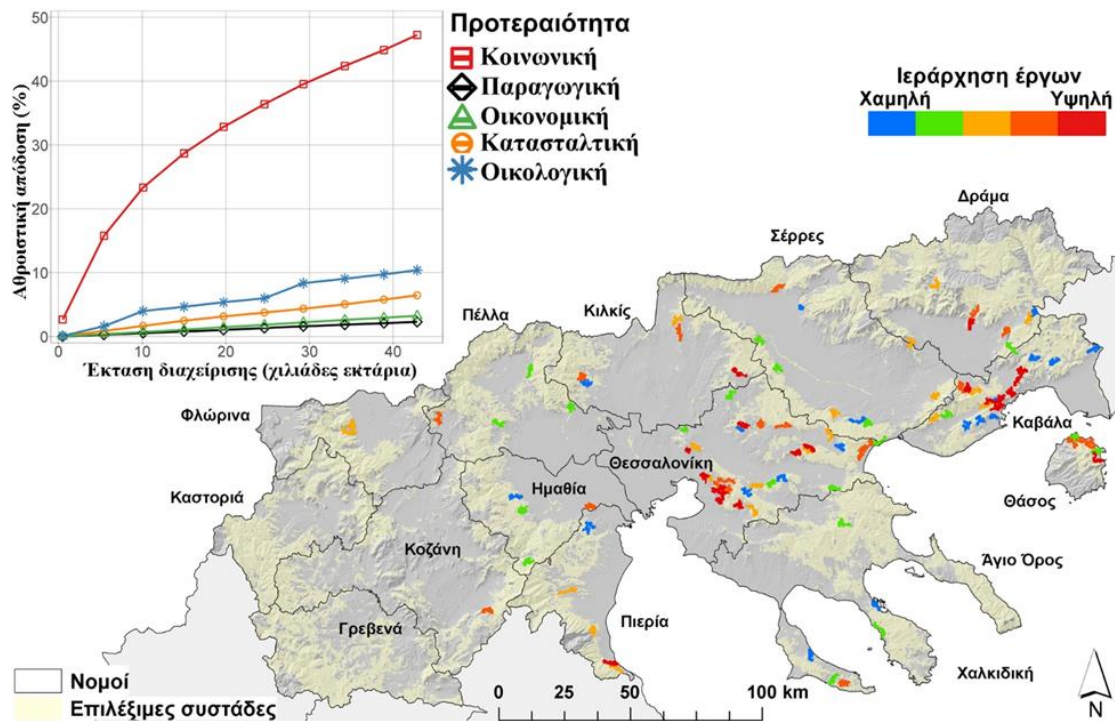 50
40
30
20
10
0
Αθροιστική απόδοση (%)
0 10 20 30 40
Έκταση διαχείρισης (χιλιάδες εκτάρια)
Προτεραιότητα
Κοινωνική
Παραγωγική
Οικονομική
Κατασταλτική
Οικολογική
Ιεράρχηση έργων
Χαμηλή Υψηλή
Δράμα
Σέρρες
Κιλκίς
Πέλλα
Φλώρινα
Καβάλα
Θεσσαλονίκη
Ημαθία
Καστοριά
Θάσος
Κοζάνη
Άγιο Όρος
Πιερία
Γρεβενά
Χαλκιδική
Νομοί
Επιλέξιμες συστάδες
0 25 50 100 km
N